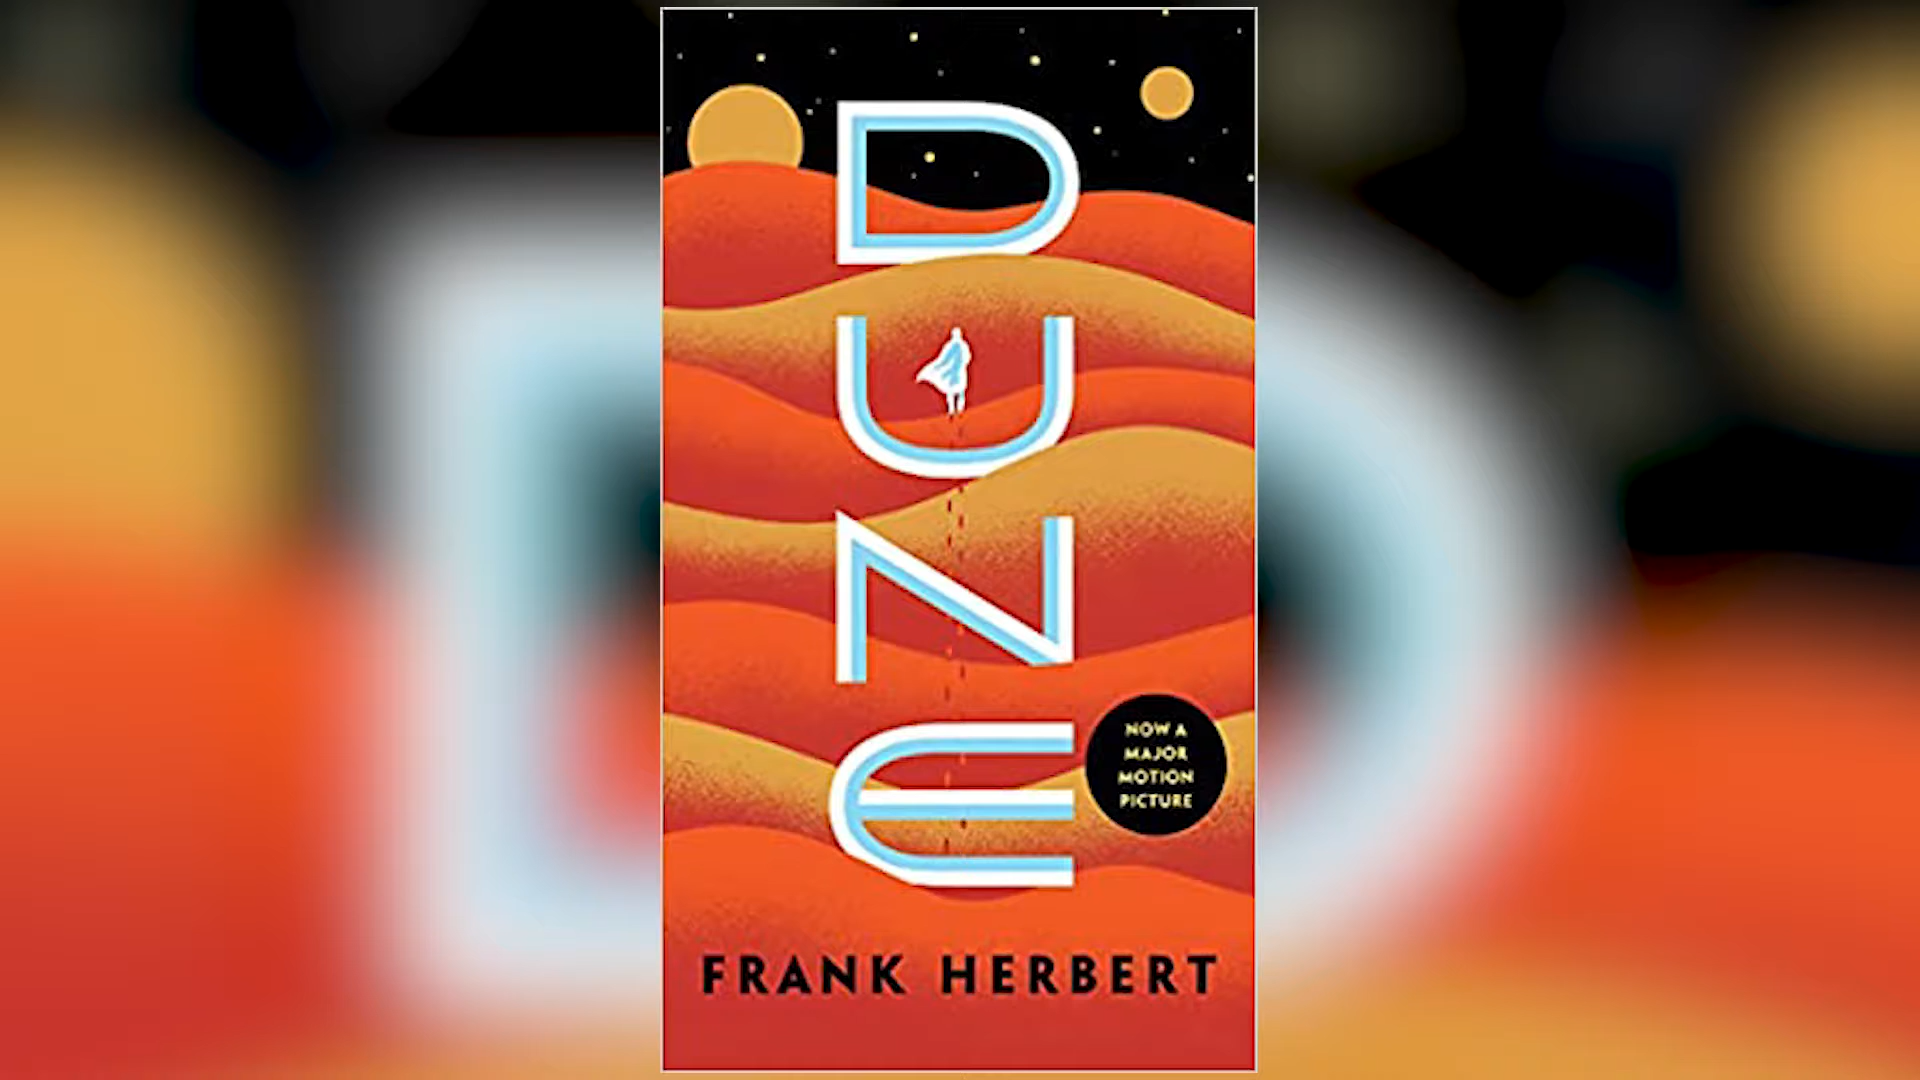 DUNE
NOW A
MAJOR
MOTION
PICTURE
FRANK HERBERT